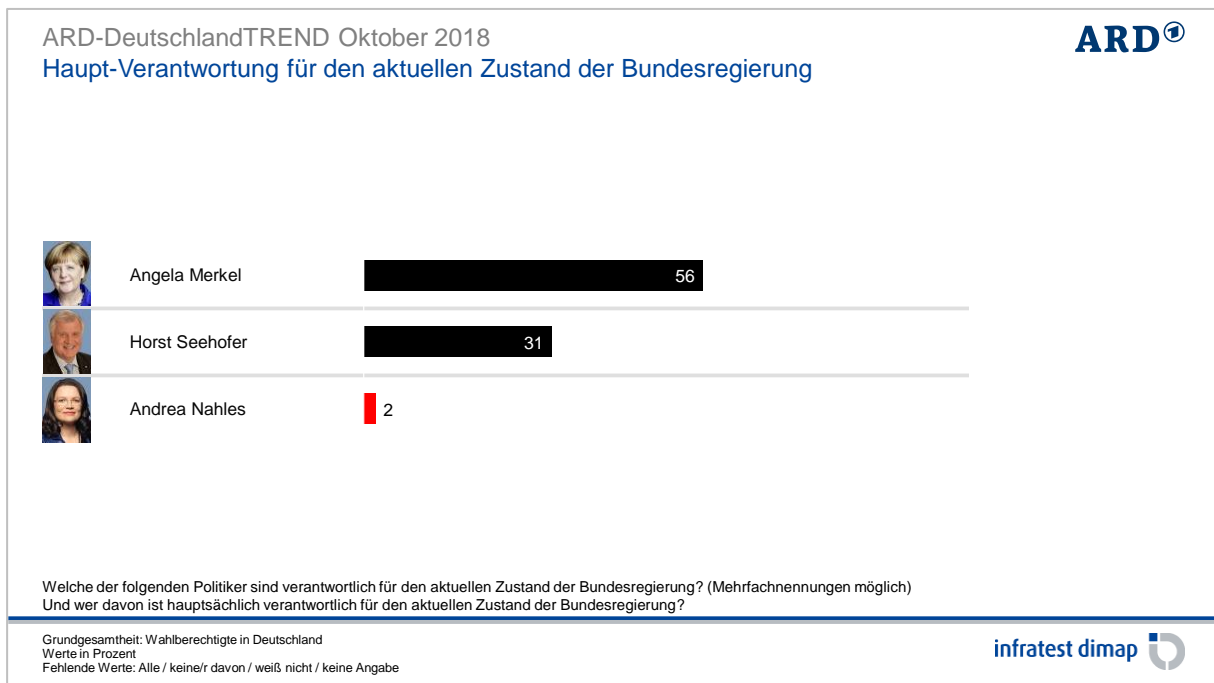 ARD-DeutschlandTREND Oktober 2018
Haupt-Verantwortung für den aktuellen Zustand der Bundesregierung
ARD®
Angela Merkel
56
Horst Seehofer
31
Andrea Nahles
2
Welche der folgenden Politiker sind verantwortlich für den aktuellen Zustand der Bundesregierung? (Mehrfachnennungen möglich)
Und wer davon ist hauptsächlich verantwortlich für den aktuellen Zustand der Bundesregierung?
Grundgesamtheit: Wahlberechtigte in Deutschland
Werte in Prozent
Fehlende Werte: Alle / keine/r davon / weiß nicht / keine Angabe
infratest dimap